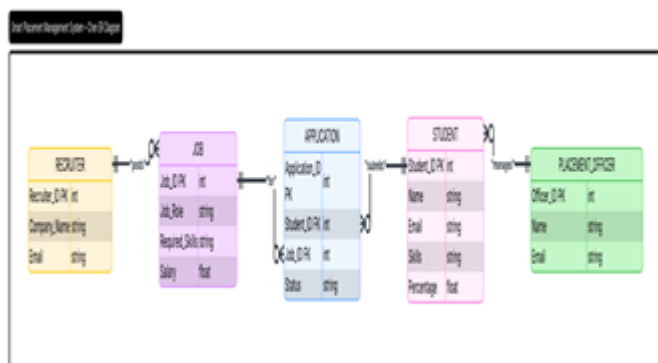 Smart Placement Management System – Chen ER Diagram
RECRUITER
Recruiter_ID PK int
Company_Name string
Email string
"posts"
JOB
Job_ID PK int
Job_Role string
Required_Skills string
Salary float
"for"
APPLICATION
Application_ID PK int
Student_ID PK int
Job_ID PK int
Status string
"submits"
STUDENT
Student_ID PK int
Name string
Email string
Skills string
Percentage float
"manages"
PLACEMENT_OFFICER
Officer_ID PK int
Name string
Email string